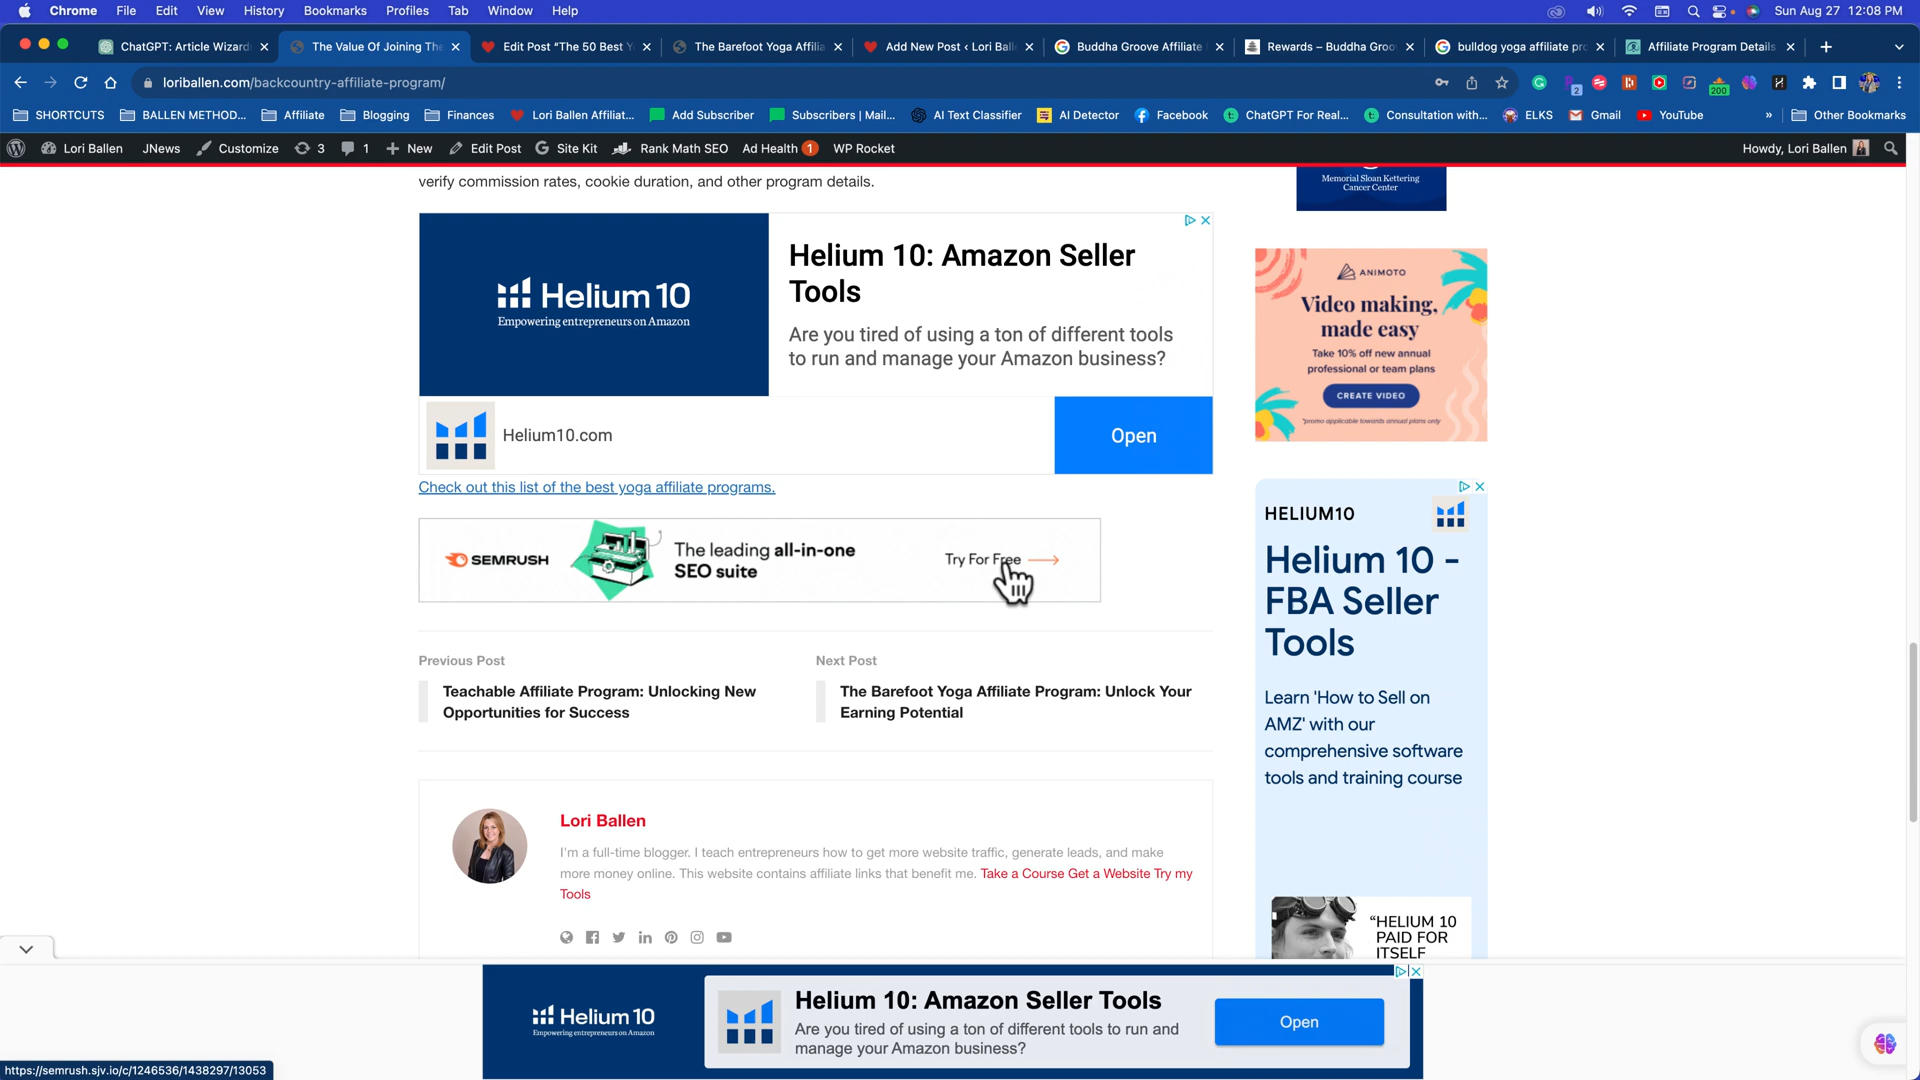 Chrome File Edit View History Bookmarks Profiles Tab Window Help Sun Aug 27 12:08 PM
ChatGPT: Article Wizard
The Value Of Joining The
Edit Post “The 50 Best Y
The Barefoot Yoga Affilia
Add New Post ‹ Lori Ball
Buddha Groove Affiliate
Rewards – Buddha Groo
bulldog yoga affiliate pro
Affiliate Program Details
loriballen.com/backcountry-affiliate-program/
2
200
SHORTCUTS BALLEN METHOD... Affiliate Blogging Finances Lori Ballen Affiliat... Add Subscriber Subscribers | Mail... AI Text Classifier AI Detector Facebook ChatGPT For Real... Consultation with... ELKS Gmail YouTube » Other Bookmarks
Lori Ballen JNews Customize 3 1 New Edit Post Site Kit Rank Math SEO Ad Health 1 WP Rocket Howdy, Lori Ballen
verify commission rates, cookie duration, and other program details.
Memorial Sloan Kettering
Cancer Center
Helium 10
Empowering entrepreneurs on Amazon
Helium 10: Amazon Seller
Tools
Are you tired of using a ton of different tools
to run and manage your Amazon business?
Helium10.com
Open
ANIMOTO
Video making,
made easy
Take 10% off new annual
professional or team plans
CREATE VIDEO
*promo applicable towards annual plans only
Check out this list of the best yoga affiliate programs.
SEMRUSH
The leading all-in-one
SEO suite
Try For Free
HELIUM10
Helium 10 -
FBA Seller
Tools
Learn 'How to Sell on
AMZ' with our
comprehensive software
tools and training course
“HELIUM 10
PAID FOR
ITSELF
Previous Post
Teachable Affiliate Program: Unlocking New
Opportunities for Success
Next Post
The Barefoot Yoga Affiliate Program: Unlock Your
Earning Potential
Lori Ballen
I'm a full-time blogger. I teach entrepreneurs how to get more website traffic, generate leads, and make
more money online. This website contains affiliate links that benefit me. Take a Course Get a Website Try my
Tools
Helium 10
Empowering entrepreneurs on Amazon
Helium 10: Amazon Seller Tools
Are you tired of using a ton of different tools to run and
manage your Amazon business?
Open
https://semrush.sjv.io/c/1246536/1438297/13053